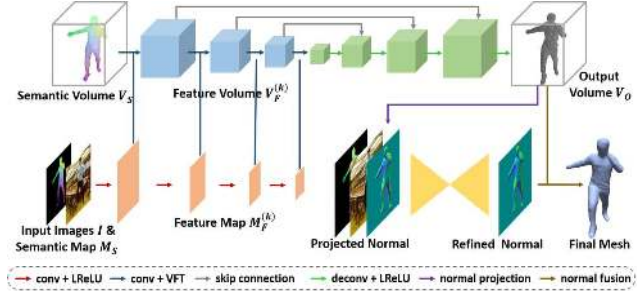 Semantic Volume V_S
Feature Volume V_F^(k)
Output
Volume V_O
Input Images I &
Semantic Map M_S
Feature Map M_F^(k)
Projected Normal
Refined Normal
Final Mesh
conv + LReLU
conv + VFT
skip connection
deconv + LReLU
normal projection
normal fusion